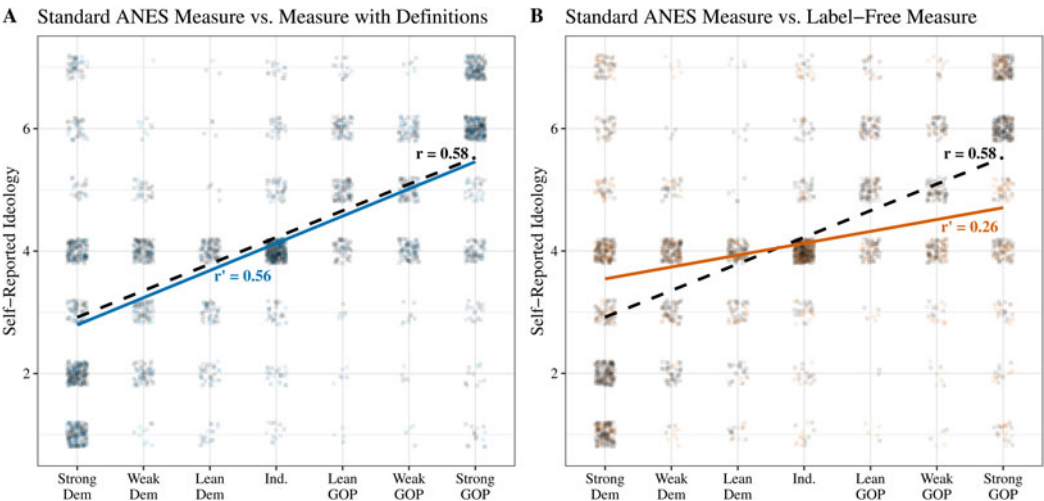 A Standard ANES Measure vs. Measure with Definitions
Self−Reported Ideology
6
4
2
r = 0.58
r' = 0.56
Strong Dem
Weak Dem
Lean Dem
Ind.
Lean GOP
Weak GOP
Strong GOP
B Standard ANES Measure vs. Label−Free Measure
Self−Reported Ideology
6
4
2
r = 0.58
r' = 0.26
Strong Dem
Weak Dem
Lean Dem
Ind.
Lean GOP
Weak GOP
Strong GOP